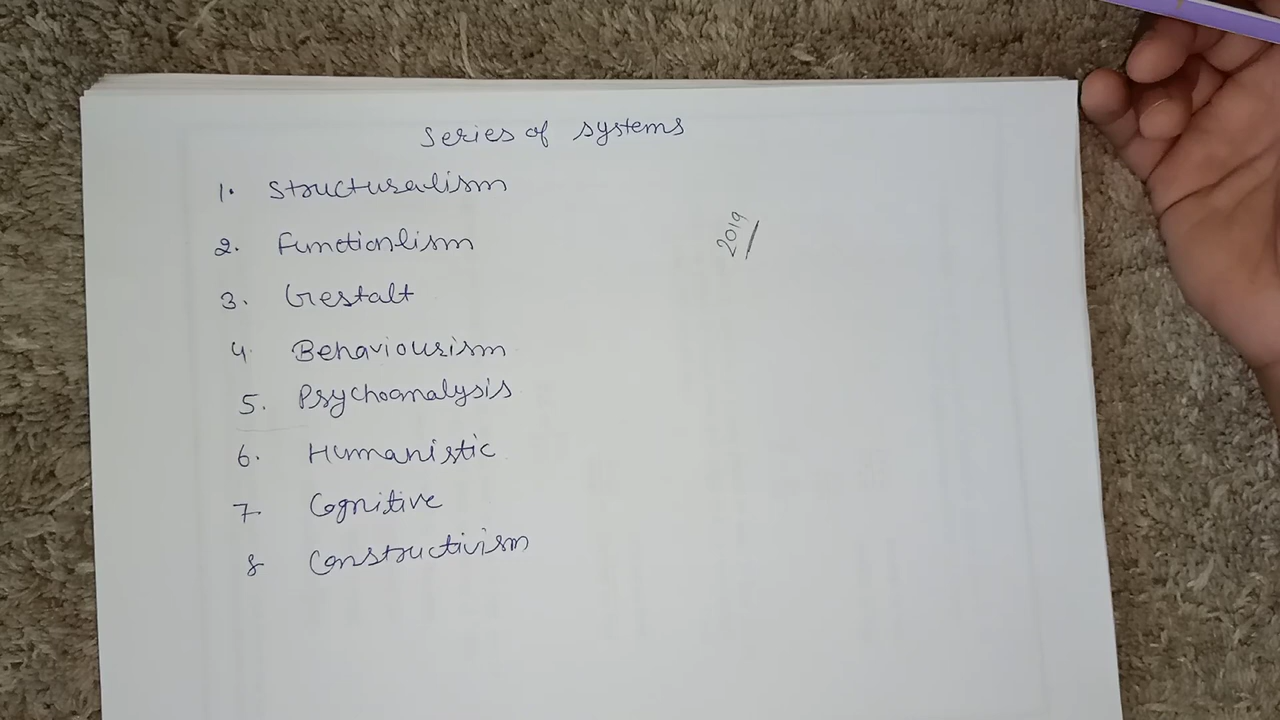 Series of systems
1. Structuralism
2. Functionlism
2019
3. Gestalt
4. Behaviourism
5. Psychoanalysis
6. Humanistic
7 Cognitive
8 Constructivism